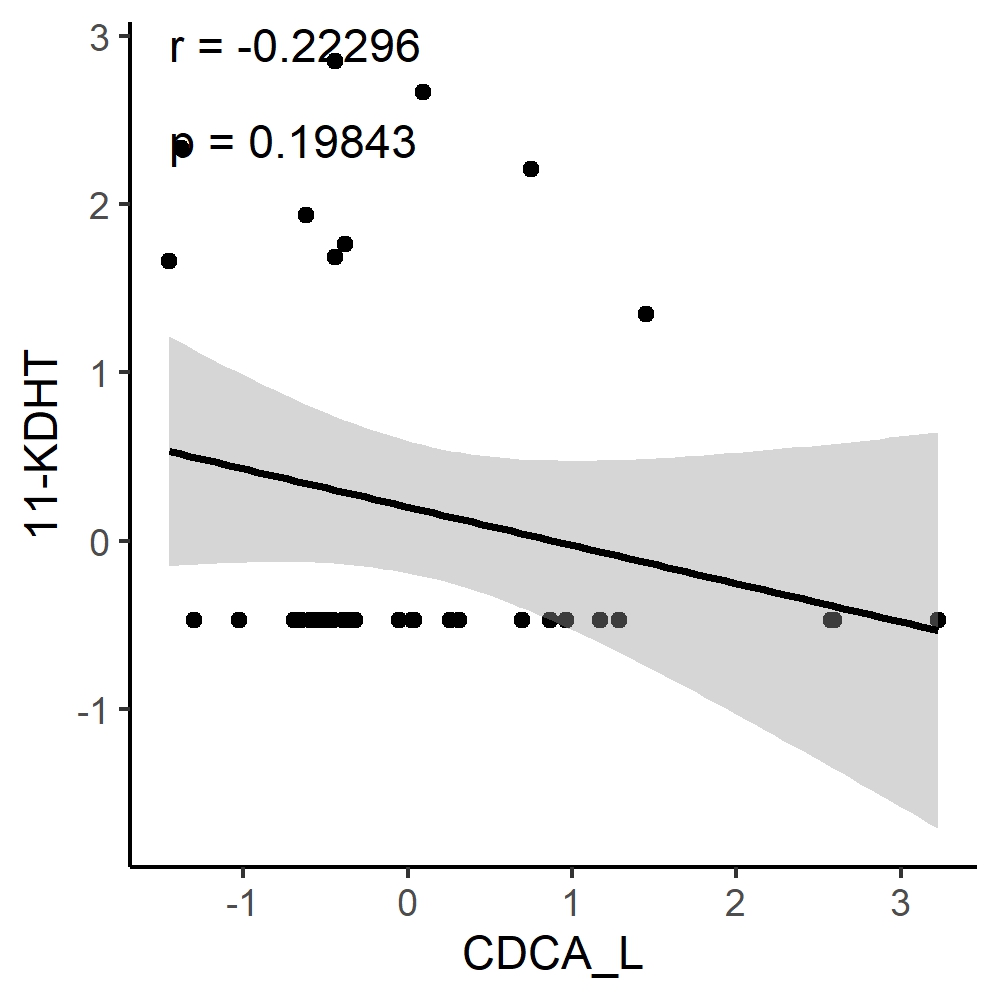 r = -0.22296
p = 0.19843
3
2
1
0
-1
11-KDHT
-1 0 1 2 3
CDCA_L